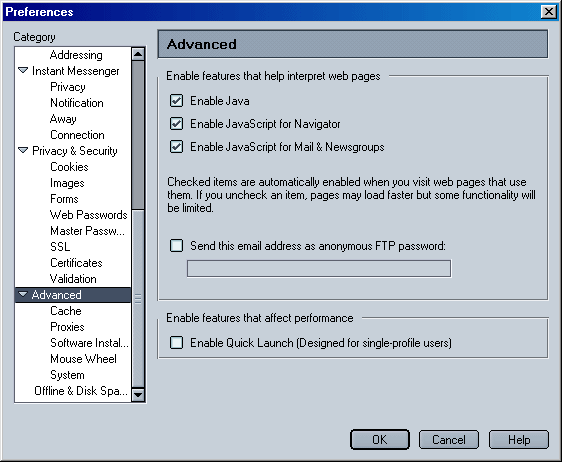 Preferences
Category
Addressing
Instant Messenger
Privacy
Notification
Away
Connection
Privacy & Security
Cookies
Images
Forms
Web Passwords
Master Passw...
SSL
Certificates
Validation
Advanced
Cache
Proxies
Software Instal...
Mouse Wheel
System
Offline & Disk Spa...
Advanced
Enable features that help interpret web pages
Enable Java
Enable JavaScript for Navigator
Enable JavaScript for Mail & Newsgroups
Checked items are automatically enabled when you visit web pages that use
them. If you uncheck an item, pages may load faster but some functionality will
be limited.
Send this email address as anonymous FTP password:
Enable features that affect performance
Enable Quick Launch (Designed for single-profile users)
OK
Cancel
Help